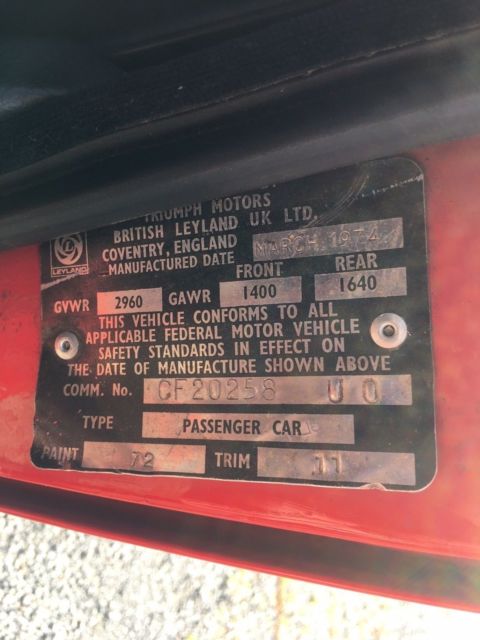 TRIUMPH MOTORS
BRITISH LEYLAND UK LTD.
COVENTRY, ENGLAND
MANUFACTURED DATE MARCH 1974
LEYLAND
FRONT REAR
GVWR 2960 GAWR 1400 1640
THIS VEHICLE CONFORMS TO ALL
APPLICABLE FEDERAL MOTOR VEHICLE
SAFETY STANDARDS IN EFFECT ON
THE DATE OF MANUFACTURE SHOWN ABOVE
COMM. No. CF20258 U O
TYPE PASSENGER CAR
PAINT 72 TRIM 11